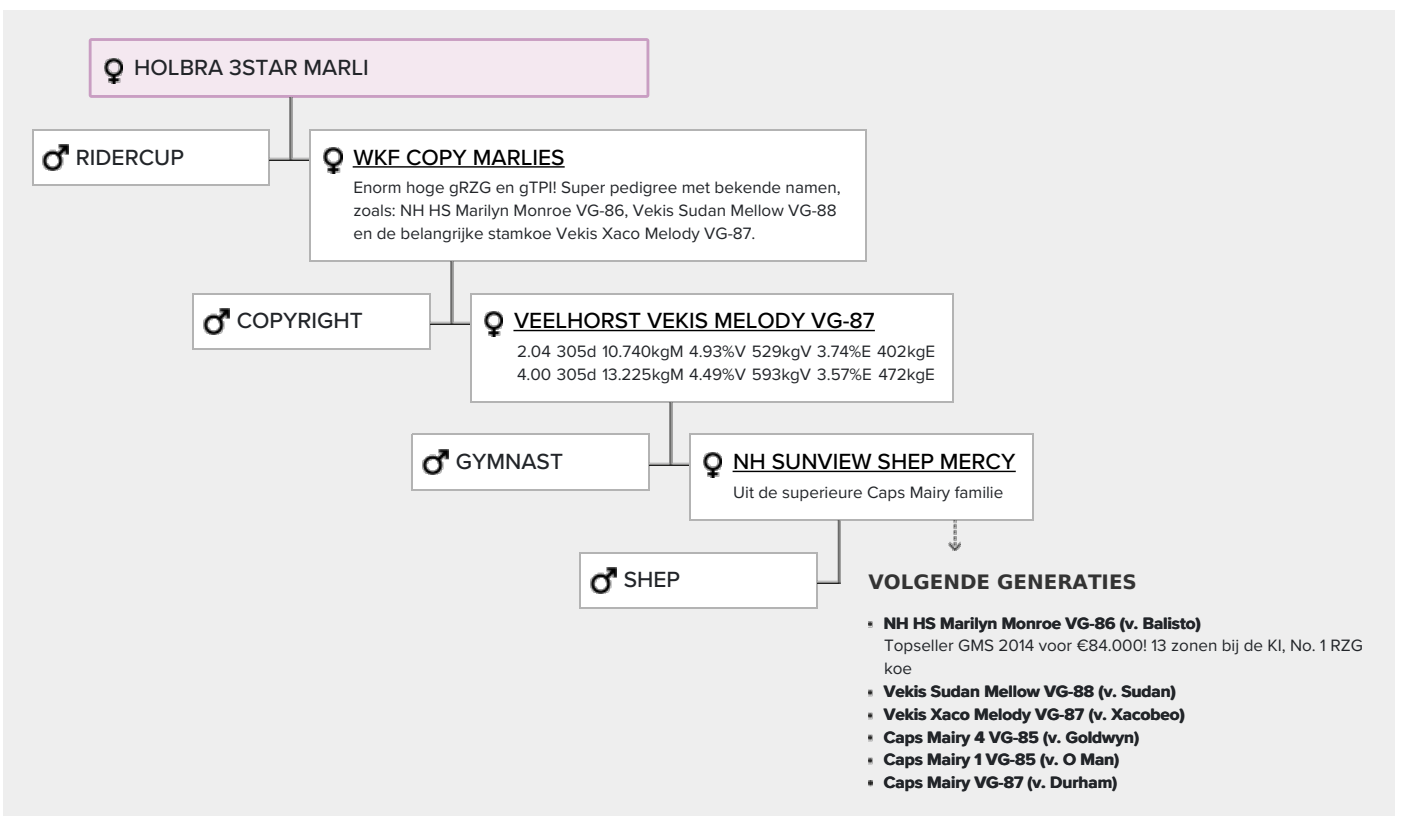 HOLBRA 3STAR MARLI
RIDERCUP
WKF COPY MARLIES
Enorm hoge gRZG en gTPI! Super pedigree met bekende namen,
zoals: NH HS Marilyn Monroe VG-86, Vekis Sudan Mellow VG-88
en de belangrijke stamkoe Vekis Xaco Melody VG-87.
COPYRIGHT
VEELHORST VEKIS MELODY VG-87
2.04 305d 10.740kgM 4.93%V 529kgV 3.74%E 402kgE
4.00 305d 13.225kgM 4.49%V 593kgV 3.57%E 472kgE
GYMNAST
NH SUNVIEW SHEP MERCY
Uit de superieure Caps Mairy familie
SHEP
VOLGENDE GENERATIES
NH HS Marilyn Monroe VG-86 (v. Balisto)
Topseller GMS 2014 voor €84.000! 13 zonen bij de KI, No. 1 RZG
koe
Vekis Sudan Mellow VG-88 (v. Sudan)
Vekis Xaco Melody VG-87 (v. Xacobeo)
Caps Mairy 4 VG-85 (v. Goldwyn)
Caps Mairy 1 VG-85 (v. O Man)
Caps Mairy VG-87 (v. Durham)